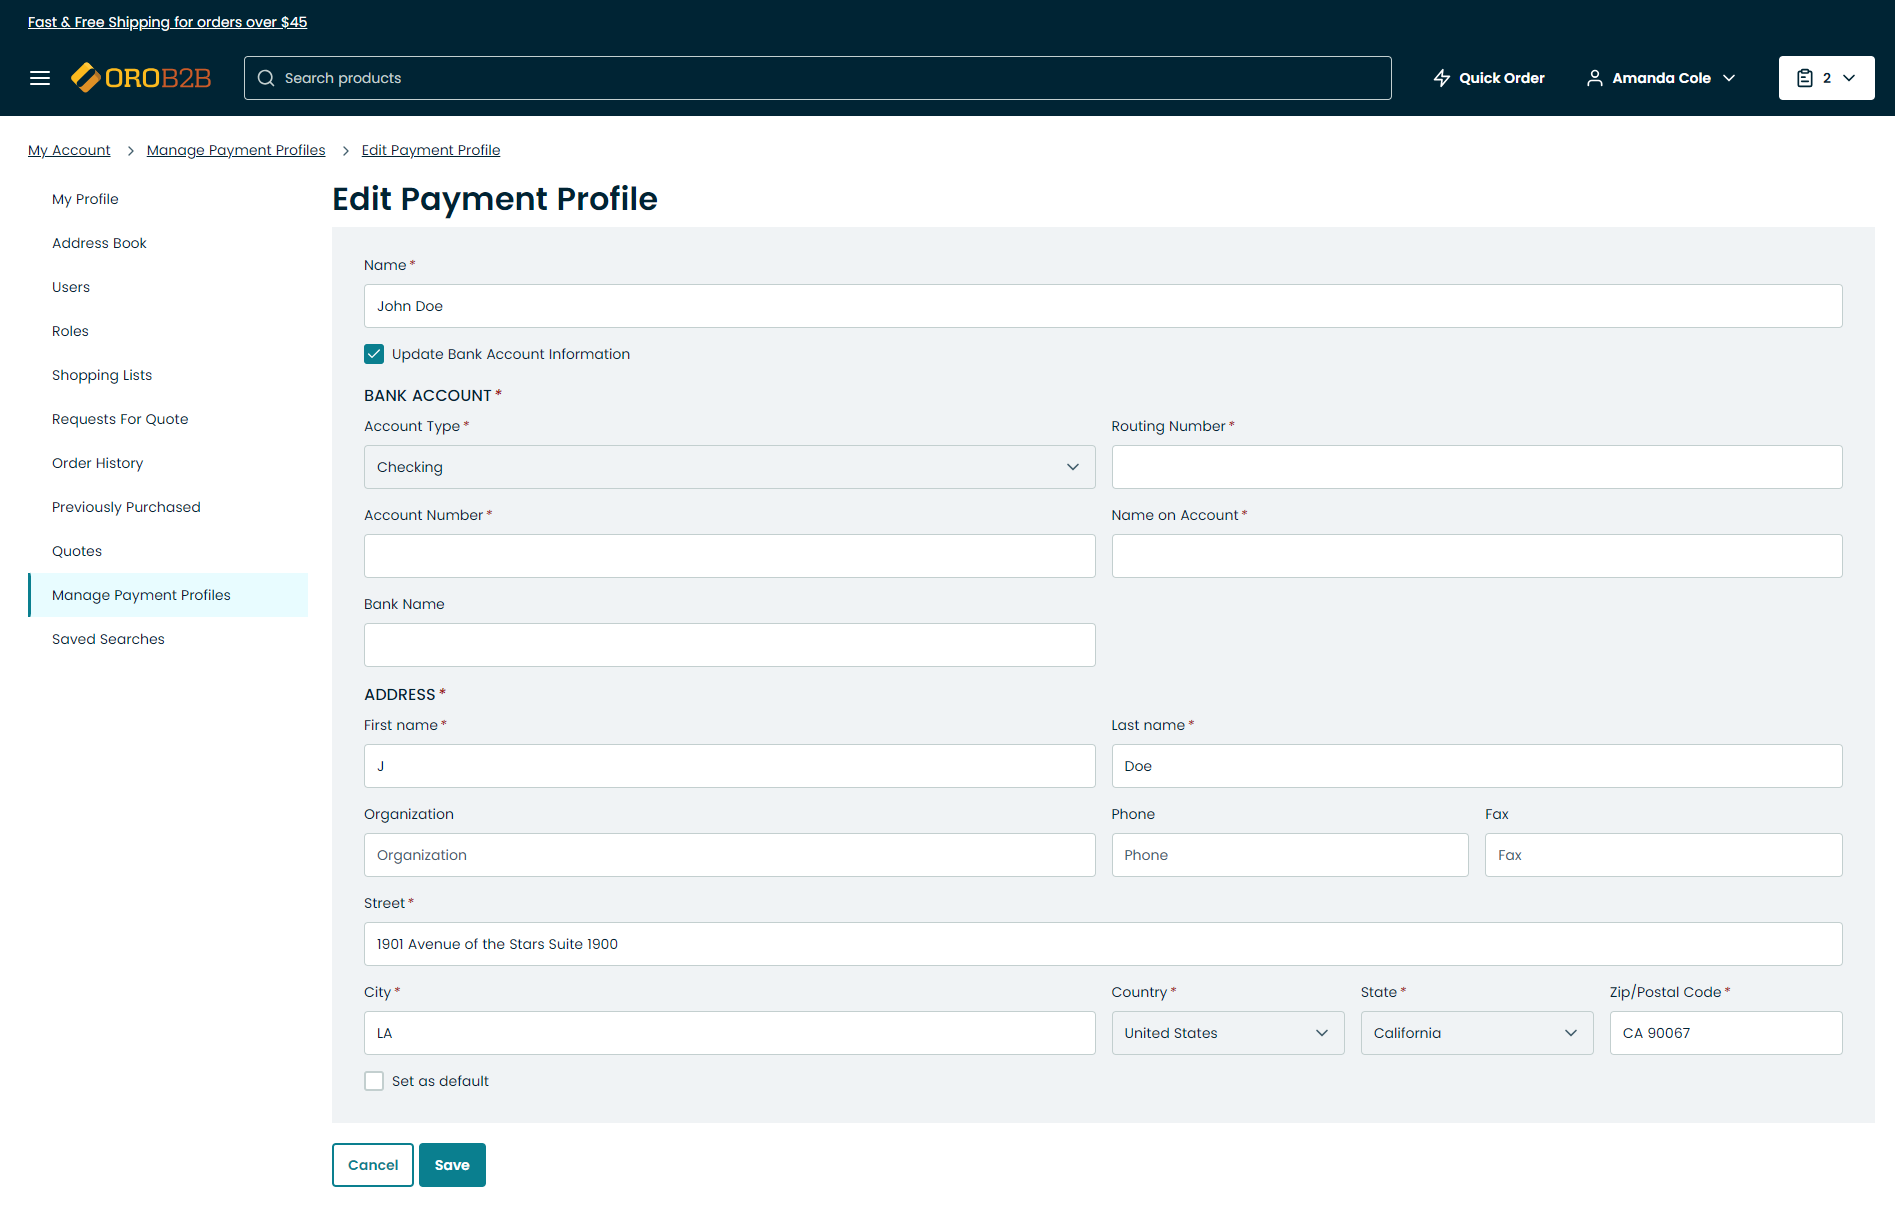 Fast & Free Shipping for orders over $45
OROB2B
Search products
Quick Order
Amanda Cole
2
My Account > Manage Payment Profiles > Edit Payment Profile
My Profile
Address Book
Users
Roles
Shopping Lists
Requests For Quote
Order History
Previously Purchased
Quotes
Manage Payment Profiles
Saved Searches
Edit Payment Profile
Name *
John Doe
Update Bank Account Information
BANK ACCOUNT *
Account Type * Routing Number *
Checking
Account Number * Name on Account *
Bank Name
ADDRESS *
First name * Last name *
J Doe
Organization Phone Fax
Organization Phone Fax
Street *
1901 Avenue of the Stars Suite 1900
City * Country * State * Zip/Postal Code *
LA United States California CA 90067
Set as default
Cancel Save